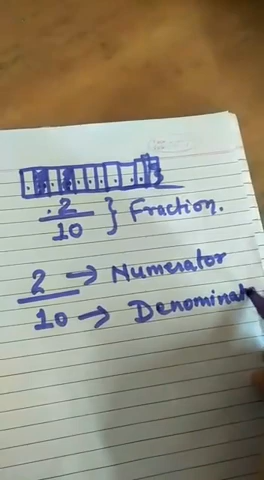 .2
10 } Fraction.
2 → Numerator
10 → Denominat